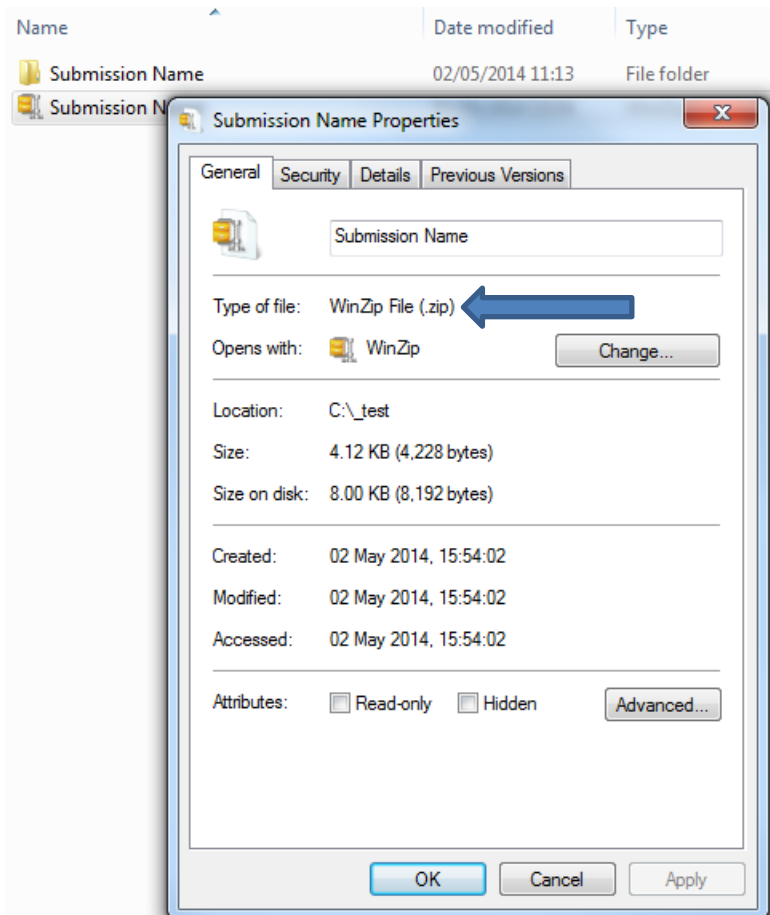 Name Date modified Type
Submission Name 02/05/2014 11:13 File folder
Submission N
Submission Name Properties
General Security Details Previous Versions
Submission Name
Type of file: WinZip File (.zip)
Opens with: WinZip Change...
Location: C:\_test
Size: 4.12 KB (4,228 bytes)
Size on disk: 8.00 KB (8,192 bytes)
Created: 02 May 2014, 15:54:02
Modified: 02 May 2014, 15:54:02
Accessed: 02 May 2014, 15:54:02
Attributes: Read-only Hidden Advanced...
OK Cancel Apply